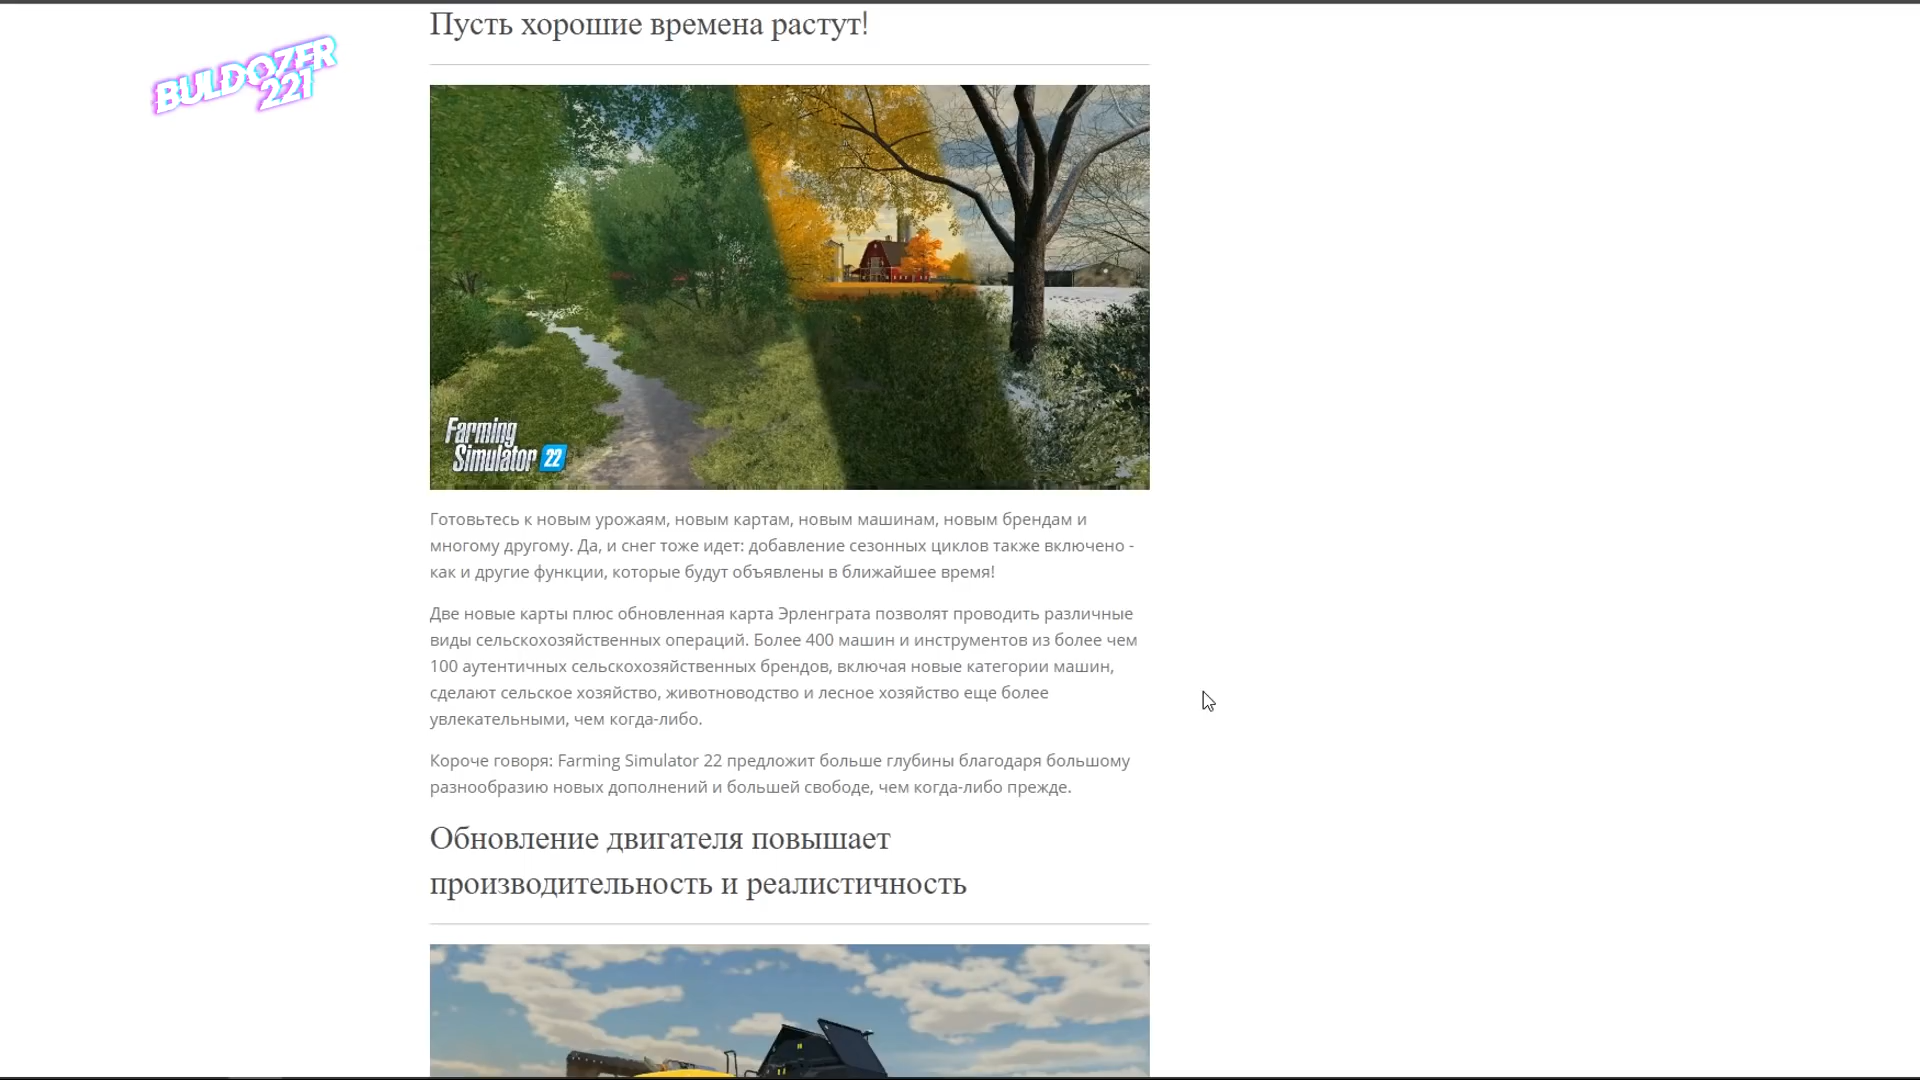 Пусть хорошие времена растут!
BULDOZER
221
Farming
Simulator 22
Готовьтесь к новым урожаям, новым картам, новым машинам, новым брендам и
многому другому. Да, и снег тоже идет: добавление сезонных циклов также включено -
как и другие функции, которые будут объявлены в ближайшее время!
Две новые карты плюс обновленная карта Эрленграта позволят проводить различные
виды сельскохозяйственных операций. Более 400 машин и инструментов из более чем
100 аутентичных сельскохозяйственных брендов, включая новые категории машин,
сделают сельское хозяйство, животноводство и лесное хозяйство еще более
увлекательными, чем когда-либо.
Короче говоря: Farming Simulator 22 предложит больше глубины благодаря большому
разнообразию новых дополнений и большей свободе, чем когда-либо прежде.
Обновление двигателя повышает
производительность и реалистичность